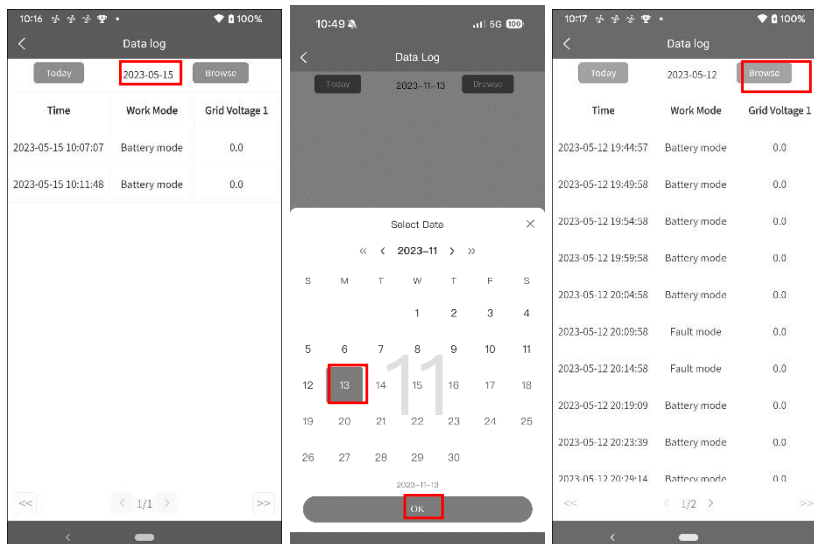 10:16 100%
Data log
Today 2023-05-15 Browse
Time Work Mode Grid Voltage 1
2023-05-15 10:07:07 Battery mode 0.0
2023-05-15 10:11:48 Battery mode 0.0
<< < 1/1 > >>
10:49 5G 100
Data Log
Today 2023-11-13 Browse
Select Date
« < 2023-11 > »
S M T W T F S
1 2 3 4
5 6 7 8 9 10 11
12 13 14 15 16 17 18
19 20 21 22 23 24 25
26 27 28 29 30
11
2023-11-13
OK
10:17 100%
Data log
Today 2023-05-12 Browse
Time Work Mode Grid Voltage 1
2023-05-12 19:44:57 Battery mode 0.0
2023-05-12 19:49:58 Battery mode 0.0
2023-05-12 19:54:58 Battery mode 0.0
2023-05-12 19:59:58 Battery mode 0.0
2023-05-12 20:04:58 Battery mode 0.0
2023-05-12 20:09:58 Fault mode 0.0
2023-05-12 20:14:58 Fault mode 0.0
2023-05-12 20:19:09 Battery mode 0.0
2023-05-12 20:23:39 Battery mode 0.0
2023-05-12 20:29:14 Battery mode 0.0
<< < 1/2 > >>